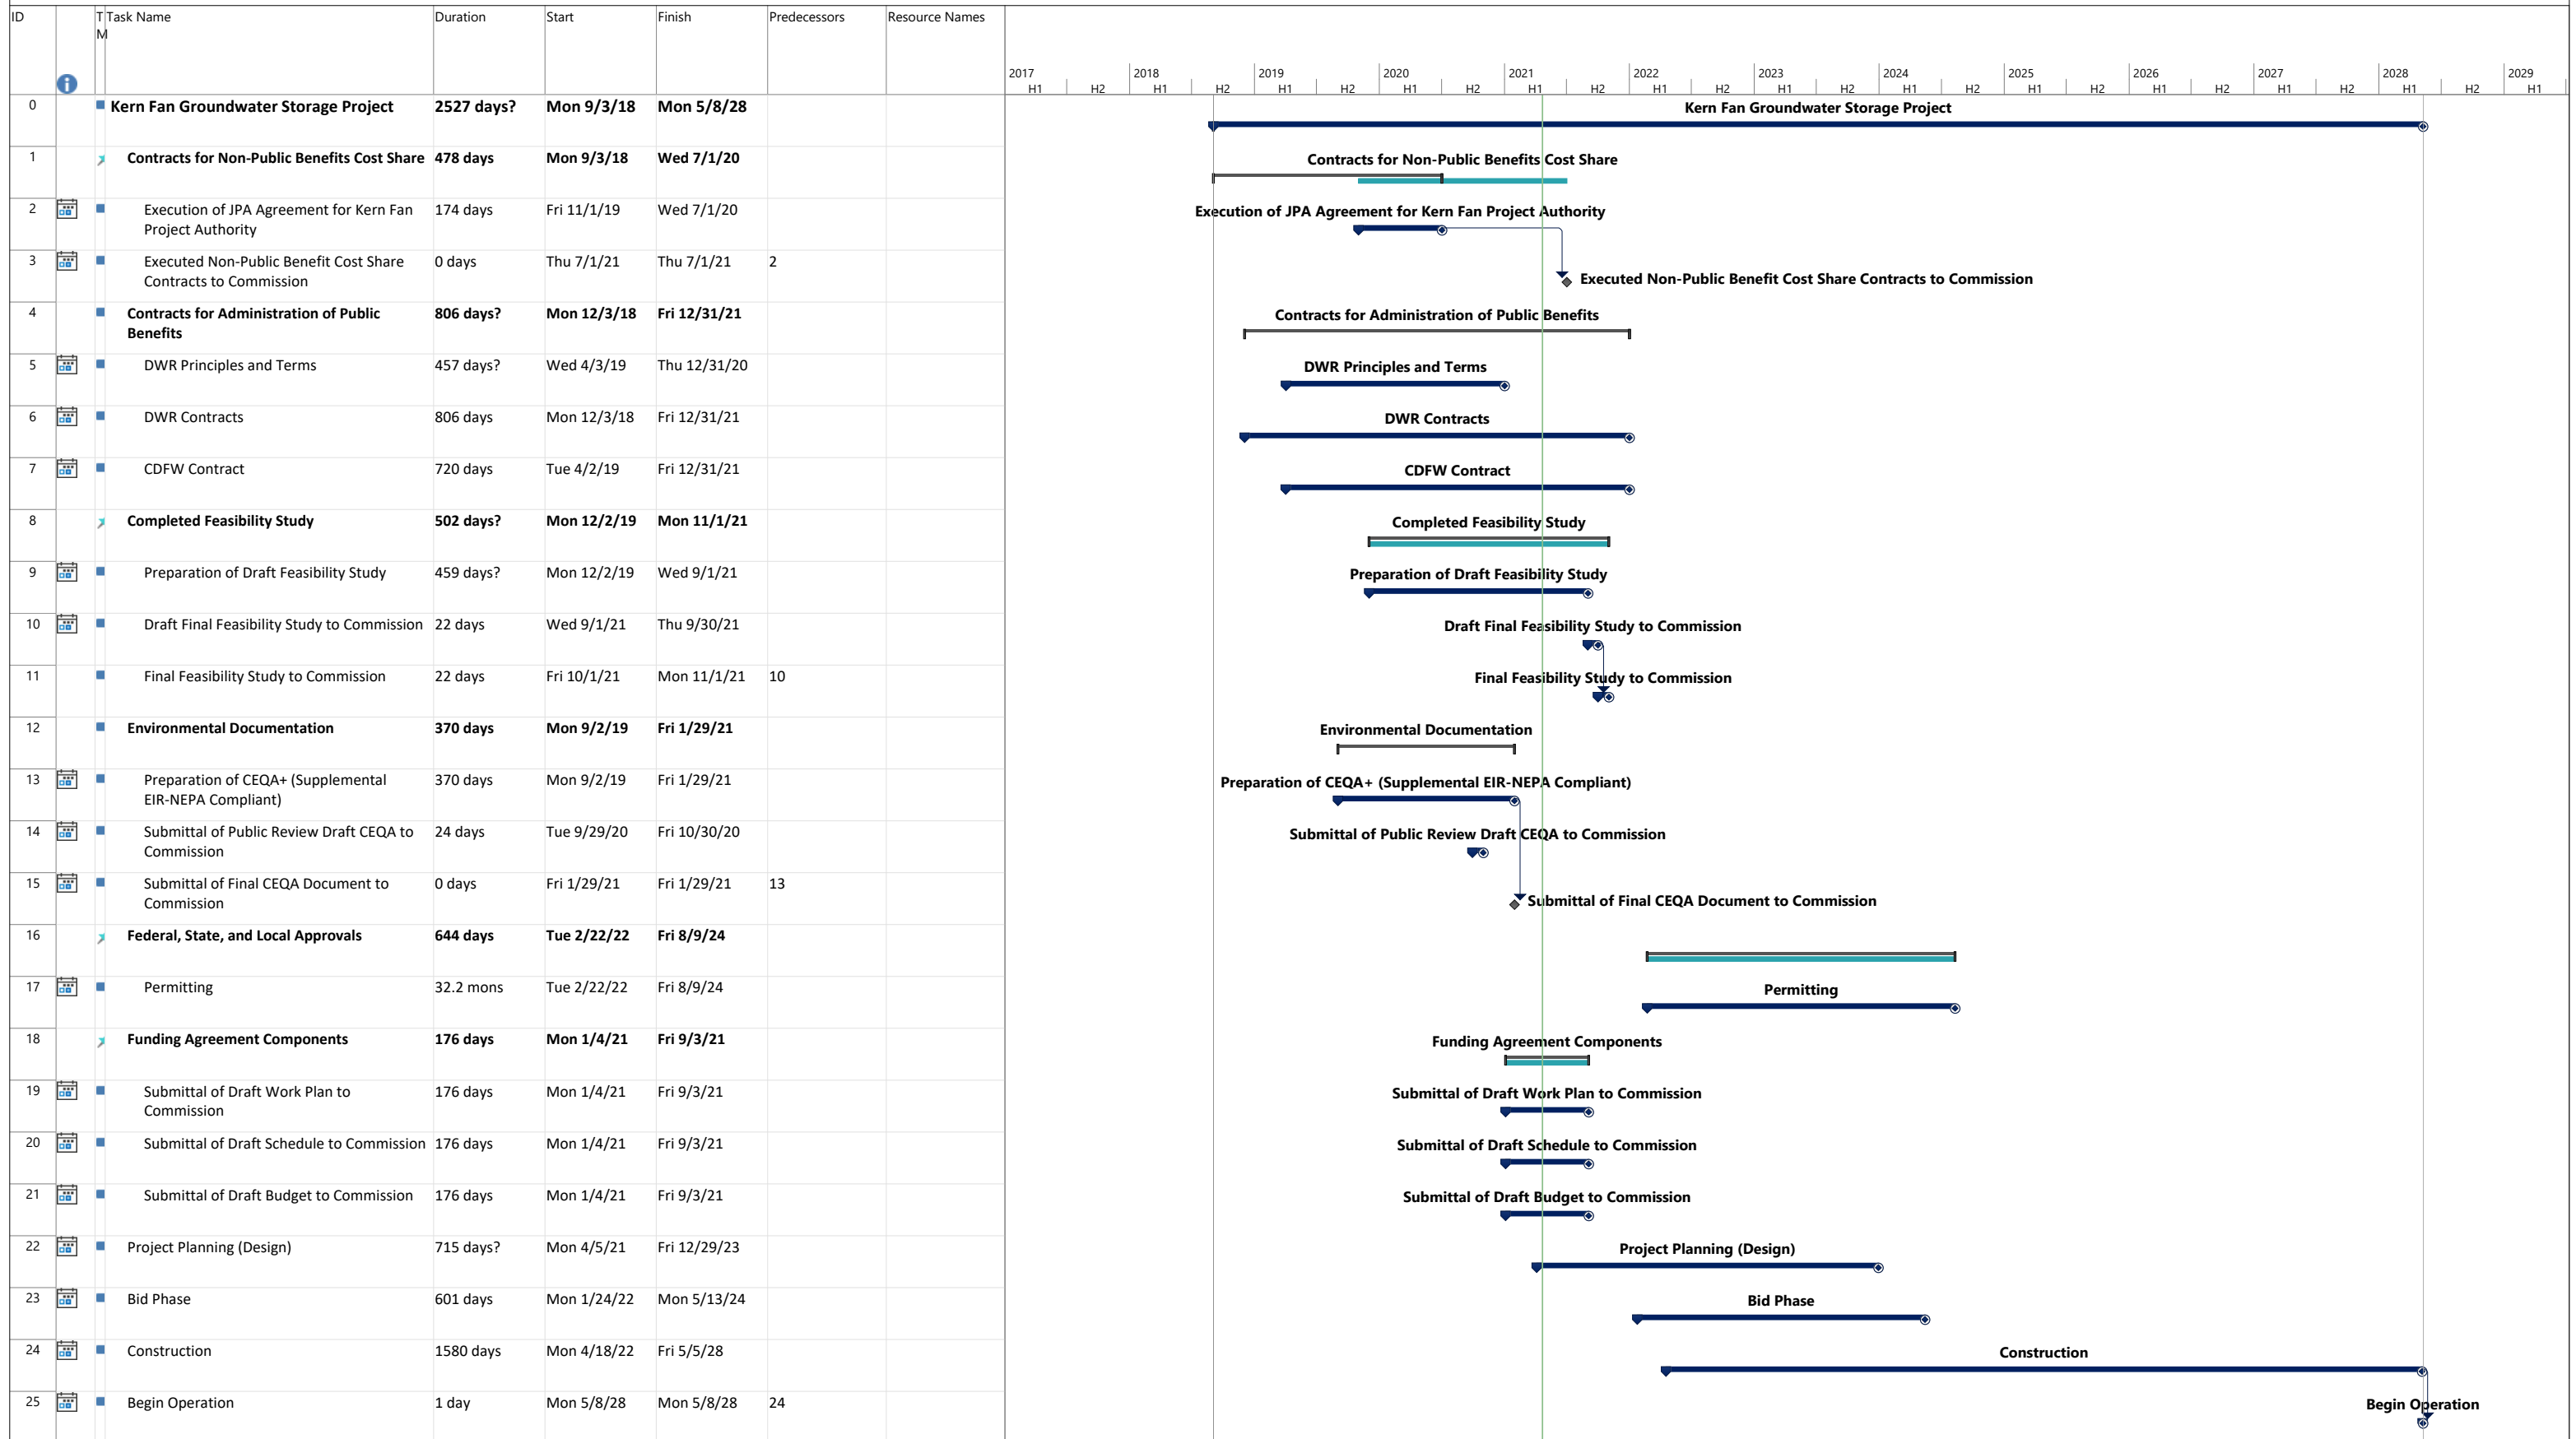 ID T Task Name Duration Start Finish Predecessors Resource Names
M
2017 2018 2019 2020 2021 2022 2023 2024 2025 2026 2027 2028 2029
H1 H2 H1 H2 H1 H2 H1 H2 H1 H2 H1 H2 H1 H2 H1 H2 H1 H2 H1 H2 H1 H2 H1 H2 H1
0 Kern Fan Groundwater Storage Project 2527 days? Mon 9/3/18 Mon 5/8/28 Kern Fan Groundwater Storage Project
1 Contracts for Non-Public Benefits Cost Share 478 days Mon 9/3/18 Wed 7/1/20 Contracts for Non-Public Benefits Cost Share
2 Execution of JPA Agreement for Kern Fan 174 days Fri 11/1/19 Wed 7/1/20 Execution of JPA Agreement for Kern Fan Project Authority
Project Authority
3 Executed Non-Public Benefit Cost Share 0 days Thu 7/1/21 Thu 7/1/21 2
Contracts to Commission Executed Non-Public Benefit Cost Share Contracts to Commission
4 Contracts for Administration of Public 806 days? Mon 12/3/18 Fri 12/31/21 Contracts for Administration of Public Benefits
Benefits
5 DWR Principles and Terms 457 days? Wed 4/3/19 Thu 12/31/20 DWR Principles and Terms
6 DWR Contracts 806 days Mon 12/3/18 Fri 12/31/21 DWR Contracts
7 CDFW Contract 720 days Tue 4/2/19 Fri 12/31/21 CDFW Contract
8 Completed Feasibility Study 502 days? Mon 12/2/19 Mon 11/1/21 Completed Feasibility Study
9 Preparation of Draft Feasibility Study 459 days? Mon 12/2/19 Wed 9/1/21 Preparation of Draft Feasibility Study
10 Draft Final Feasibility Study to Commission 22 days Wed 9/1/21 Thu 9/30/21 Draft Final Feasibility Study to Commission
11 Final Feasibility Study to Commission 22 days Fri 10/1/21 Mon 11/1/21 10 Final Feasibility Study to Commission
12 Environmental Documentation 370 days Mon 9/2/19 Fri 1/29/21 Environmental Documentation
13 Preparation of CEQA+ (Supplemental 370 days Mon 9/2/19 Fri 1/29/21 Preparation of CEQA+ (Supplemental EIR-NEPA Compliant)
EIR-NEPA Compliant)
14 Submittal of Public Review Draft CEQA to 24 days Tue 9/29/20 Fri 10/30/20 Submittal of Public Review Draft CEQA to Commission
Commission
15 Submittal of Final CEQA Document to 0 days Fri 1/29/21 Fri 1/29/21 13
Commission Submittal of Final CEQA Document to Commission
16 Federal, State, and Local Approvals 644 days Tue 2/22/22 Fri 8/9/24
17 Permitting 32.2 mons Tue 2/22/22 Fri 8/9/24 Permitting
18 Funding Agreement Components 176 days Mon 1/4/21 Fri 9/3/21 Funding Agreement Components
19 Submittal of Draft Work Plan to 176 days Mon 1/4/21 Fri 9/3/21 Submittal of Draft Work Plan to Commission
Commission
20 Submittal of Draft Schedule to Commission 176 days Mon 1/4/21 Fri 9/3/21 Submittal of Draft Schedule to Commission
21 Submittal of Draft Budget to Commission 176 days Mon 1/4/21 Fri 9/3/21 Submittal of Draft Budget to Commission
22 Project Planning (Design) 715 days? Mon 4/5/21 Fri 12/29/23 Project Planning (Design)
23 Bid Phase 601 days Mon 1/24/22 Mon 5/13/24 Bid Phase
24 Construction 1580 days Mon 4/18/22 Fri 5/5/28 Construction
25 Begin Operation 1 day Mon 5/8/28 Mon 5/8/28 24 Begin Operation